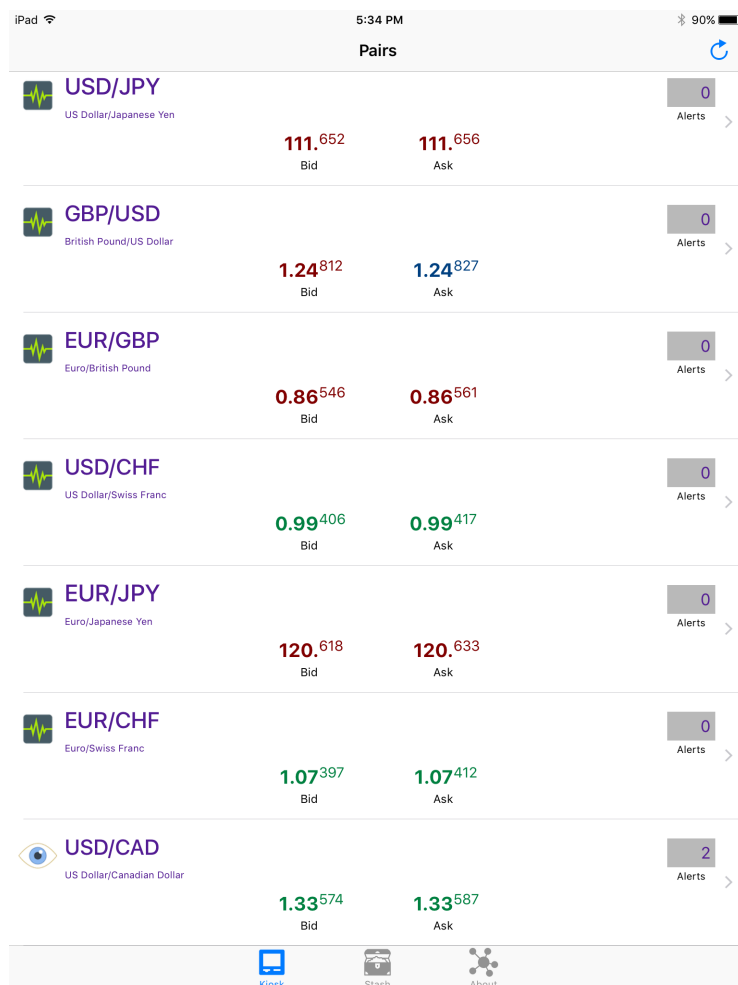 iPad 5:34 PM 90%
Pairs
USD/JPY 0
US Dollar/Japanese Yen Alerts
111.652 111.656
Bid Ask
GBP/USD 0
British Pound/US Dollar Alerts
1.24812 1.24827
Bid Ask
EUR/GBP 0
Euro/British Pound Alerts
0.86546 0.86561
Bid Ask
USD/CHF 0
US Dollar/Swiss Franc Alerts
0.99406 0.99417
Bid Ask
EUR/JPY 0
Euro/Japanese Yen Alerts
120.618 120.633
Bid Ask
EUR/CHF 0
Euro/Swiss Franc Alerts
1.07397 1.07412
Bid Ask
USD/CAD 2
US Dollar/Canadian Dollar Alerts
1.33574 1.33587
Bid Ask
Kiosk Stash About